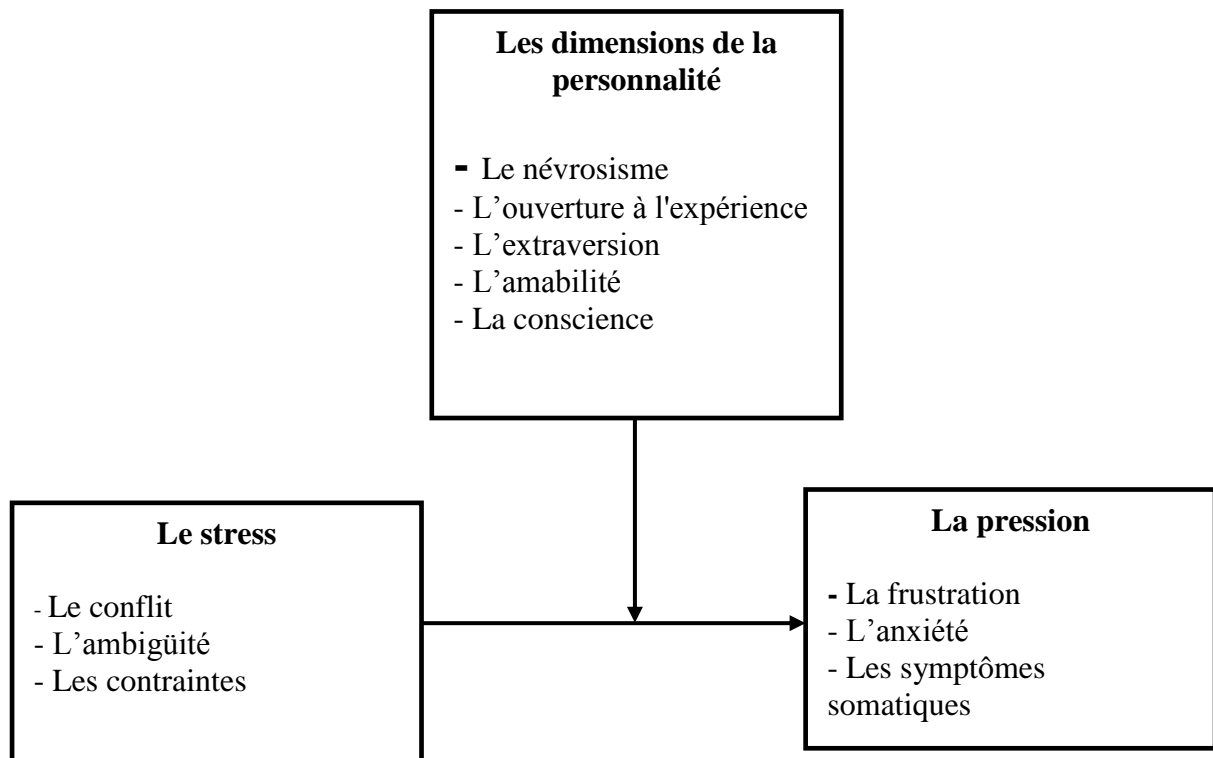 Les dimensions de la
personnalité
- Le névrosisme
- L’ouverture à l'expérience
- L’extraversion
- L’amabilité
- La conscience
Le stress
- Le conflit
- L’ambigüité
- Les contraintes
La pression
- La frustration
- L’anxiété
- Les symptômes
somatiques